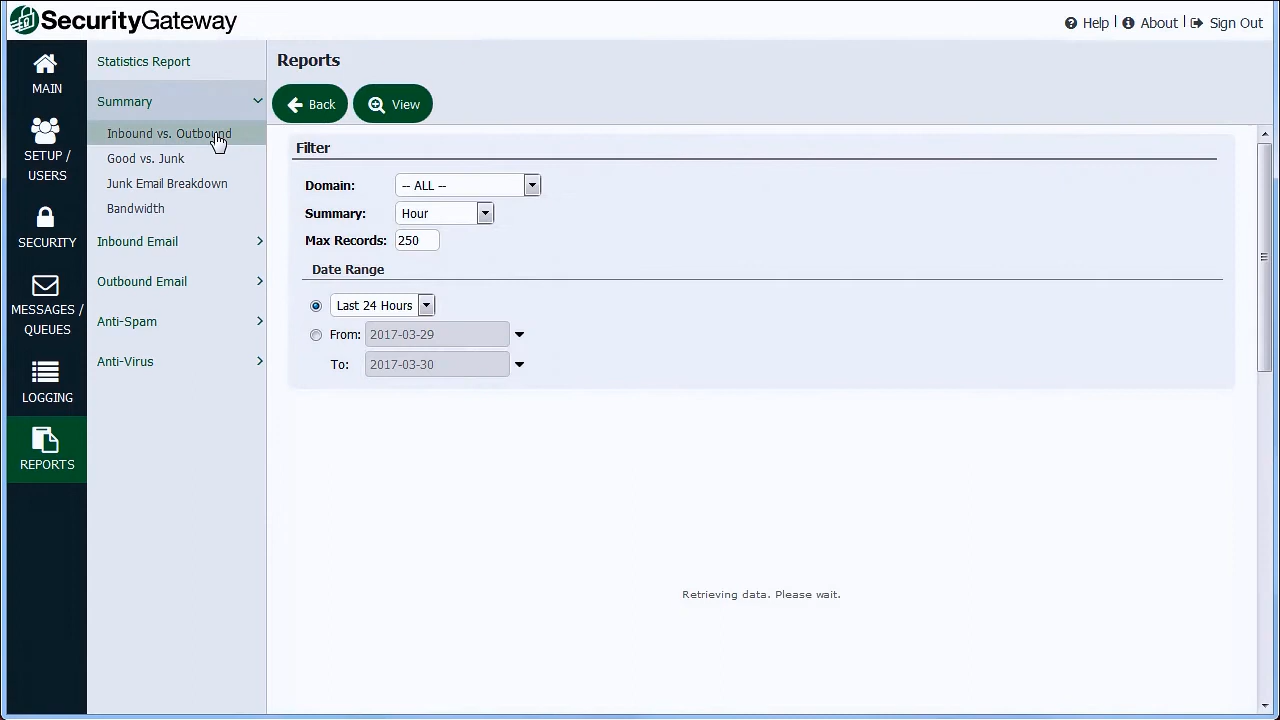 SecurityGateway
Help | About | Sign Out
MAIN
SETUP /
USERS
SECURITY
MESSAGES /
QUEUES
LOGGING
REPORTS
Statistics Report
Summary
Inbound vs. Outbound
Good vs. Junk
Junk Email Breakdown
Bandwidth
Inbound Email
Outbound Email
Anti-Spam
Anti-Virus
Reports
Back
View
Filter
Domain: -- ALL --
Summary: Hour
Max Records: 250
Date Range
Last 24 Hours
From: 2017-03-29
To: 2017-03-30
Retrieving data. Please wait.